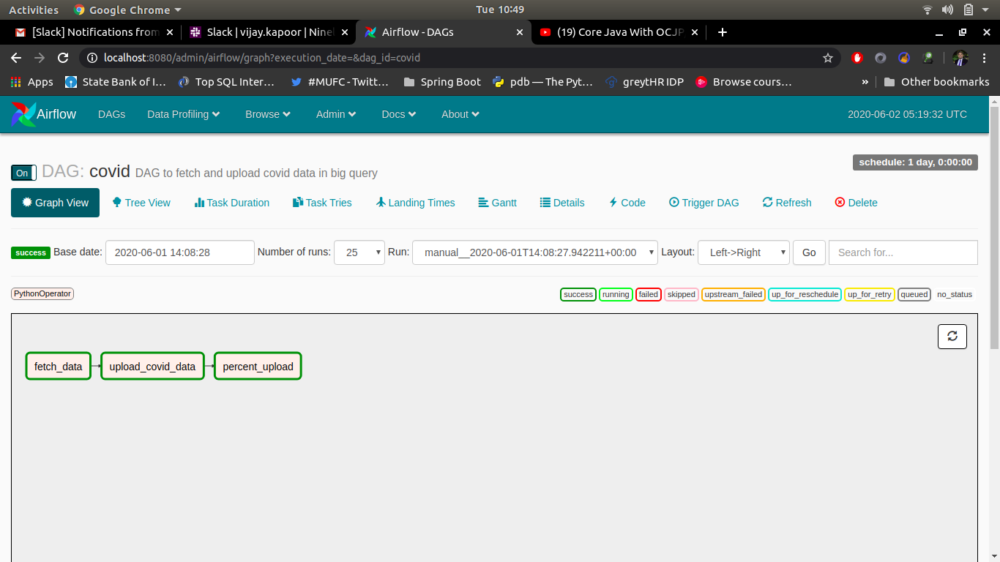 Activities Google Chrome Tue 10:49
[Slack] Notifications from Slack | vijay.kapoor | Nine Airflow - DAGs (19) Core Java With OCJP
localhost:8080/admin/airflow/graph?execution_date=&dag_id=covid
Apps State Bank of I... Top SQL Inter... #MUFC - Twitt... Spring Boot pdb — The Pyt... greytHR IDP Browse cours... » Other bookmarks
Airflow DAGs Data Profiling Browse Admin Docs About 2020-06-02 05:19:32 UTC
schedule: 1 day, 0:00:00
On DAG: covid DAG to fetch and upload covid data in big query
Graph View Tree View Task Duration Task Tries Landing Times Gantt Details Code Trigger DAG Refresh Delete
success Base date: 2020-06-01 14:08:28 Number of runs: 25 Run: manual__2020-06-01T14:08:27.942211+00:00 Layout: Left->Right Go Search for...
PythonOperator success running failed skipped upstream_failed up_for_reschedule up_for_retry queued no_status
fetch_data upload_covid_data percent_upload